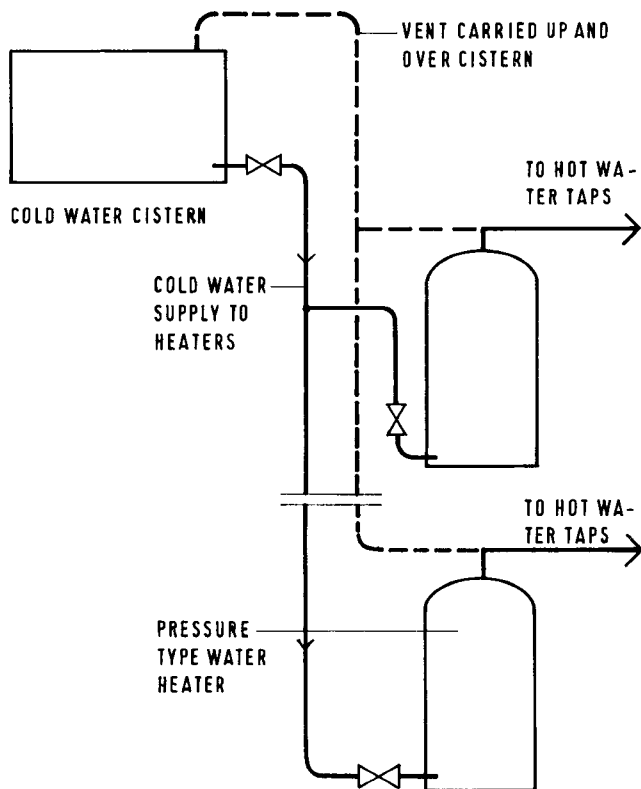 VENT CARRIED UP AND
OVER CISTERN
TO HOT WA-
TER TAPS
COLD WATER CISTERN
COLD WATER
SUPPLY TO
HEATERS
TO HOT WA-
TER TAPS
PRESSURE
TYPE WATER
HEATER